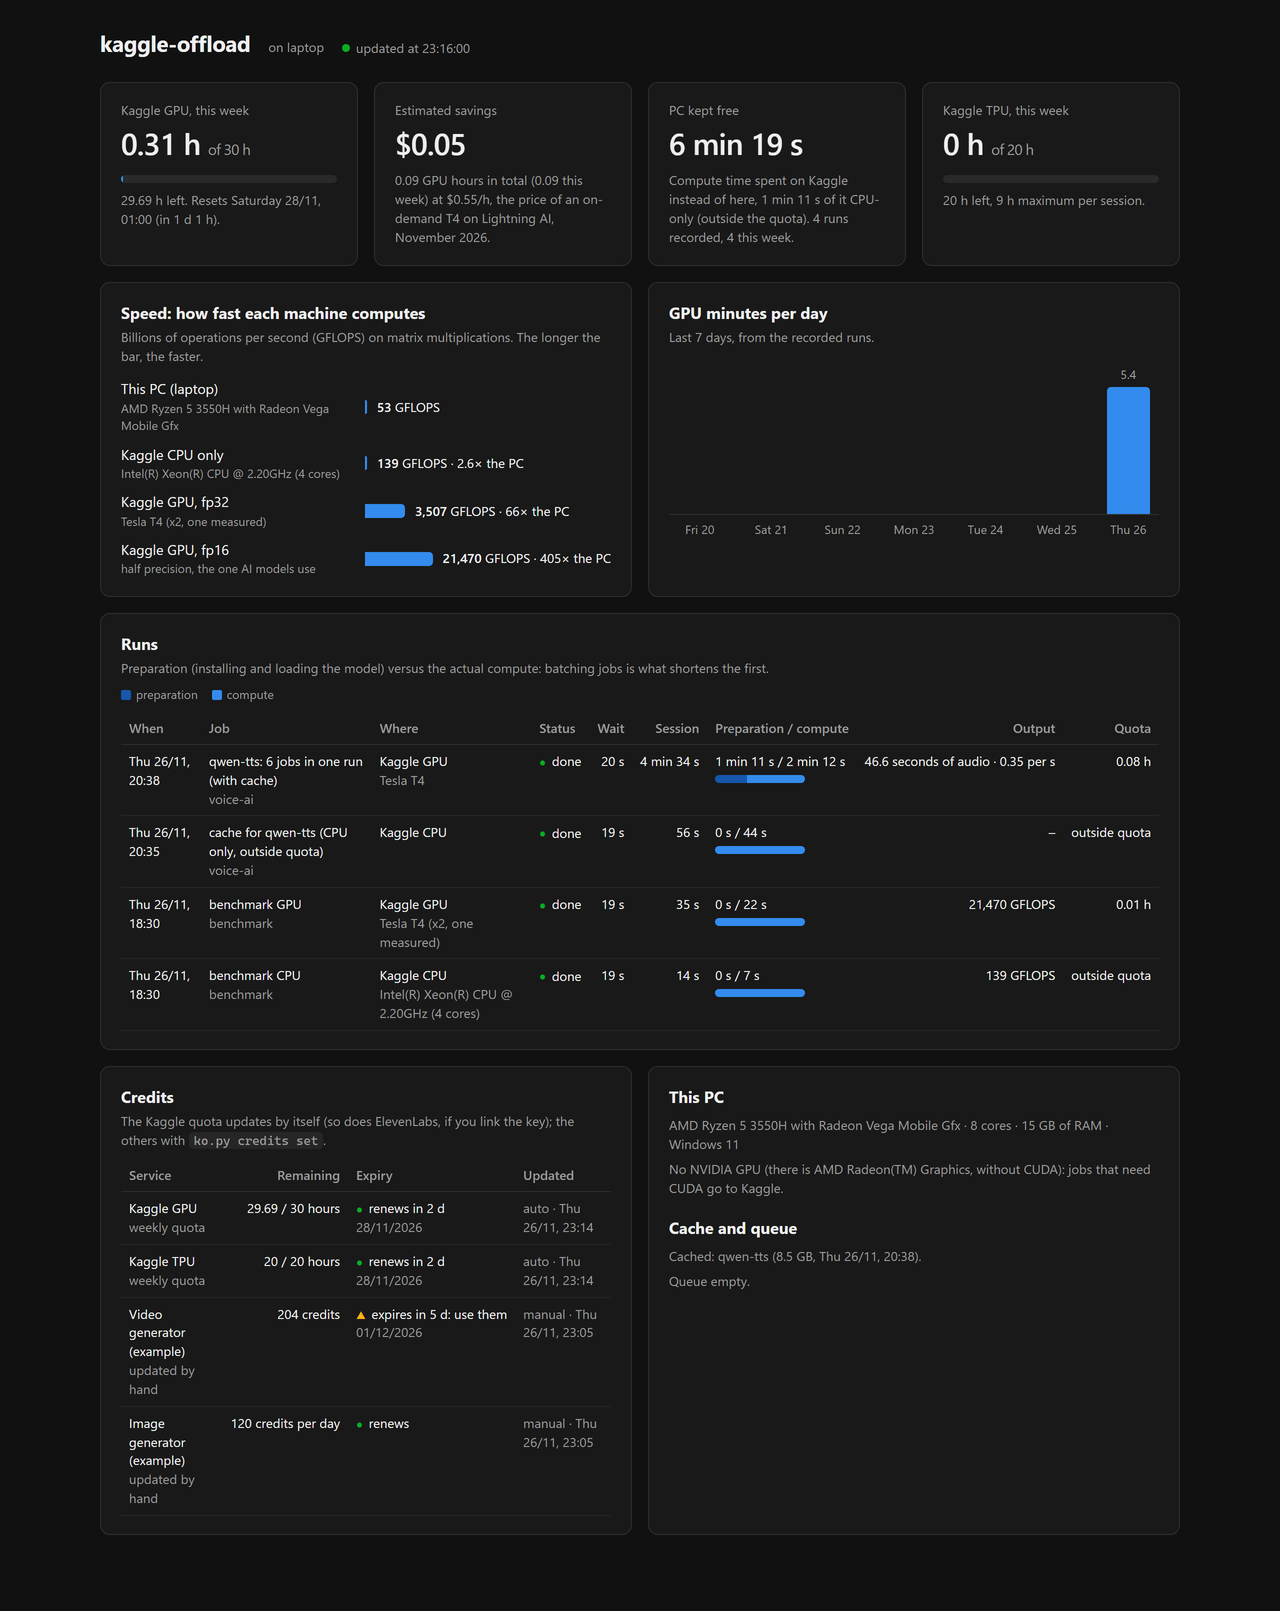 kaggle-offload on laptop ● updated at 23:16:00
Kaggle GPU, this week
0.31 h of 30 h
29.69 h left. Resets Saturday 28/11,
01:00 (in 1 d 1 h).
Estimated savings
$0.05
0.09 GPU hours in total (0.09 this
week) at $0.55/h, the price of an on-
demand T4 on Lightning AI,
November 2026.
PC kept free
6 min 19 s
Compute time spent on Kaggle
instead of here, 1 min 11 s of it CPU-
only (outside the quota). 4 runs
recorded, 4 this week.
Kaggle TPU, this week
0 h of 20 h
20 h left, 9 h maximum per session.
Speed: how fast each machine computes
Billions of operations per second (GFLOPS) on matrix multiplications. The longer the
bar, the faster.
This PC (laptop)
AMD Ryzen 5 3550H with Radeon Vega
Mobile Gfx
53 GFLOPS
Kaggle CPU only
Intel(R) Xeon(R) CPU @ 2.20GHz (4 cores)
139 GFLOPS · 2.6× the PC
Kaggle GPU, fp32
Tesla T4 (x2, one measured)
3,507 GFLOPS · 66× the PC
Kaggle GPU, fp16
half precision, the one AI models use
21,470 GFLOPS · 405× the PC
GPU minutes per day
Last 7 days, from the recorded runs.
5.4
Fri 20 Sat 21 Sun 22 Mon 23 Tue 24 Wed 25 Thu 26
Runs
Preparation (installing and loading the model) versus the actual compute: batching jobs is what shortens the first.
preparation compute
When Job Where Status Wait Session Preparation / compute Output Quota
Thu 26/11, qwen-tts: 6 jobs in one run Kaggle GPU ● done 20 s 4 min 34 s 1 min 11 s / 2 min 12 s 46.6 seconds of audio · 0.35 per s 0.08 h
20:38 (with cache) Tesla T4
voice-ai
Thu 26/11, cache for qwen-tts (CPU Kaggle CPU ● done 19 s 56 s 0 s / 44 s – outside quota
20:35 only, outside quota)
voice-ai
Thu 26/11, benchmark GPU Kaggle GPU ● done 19 s 35 s 0 s / 22 s 21,470 GFLOPS 0.01 h
18:30 benchmark Tesla T4 (x2, one
measured)
Thu 26/11, benchmark CPU Kaggle CPU ● done 19 s 14 s 0 s / 7 s 139 GFLOPS outside quota
18:30 benchmark Intel(R) Xeon(R) CPU @
2.20GHz (4 cores)
Credits
The Kaggle quota updates by itself (so does ElevenLabs, if you link the key); the
others with ko.py credits set.
Service Remaining Expiry Updated
Kaggle GPU 29.69 / 30 hours ● renews in 2 d auto · Thu
weekly quota 28/11/2026 26/11, 23:14
Kaggle TPU 20 / 20 hours ● renews in 2 d auto · Thu
weekly quota 28/11/2026 26/11, 23:14
Video 204 credits ▲ expires in 5 d: use them manual · Thu
generator 01/12/2026 26/11, 23:05
(example)
updated by
hand
Image 120 credits per day ● renews manual · Thu
generator 26/11, 23:05
(example)
updated by
hand
This PC
AMD Ryzen 5 3550H with Radeon Vega Mobile Gfx · 8 cores · 15 GB of RAM ·
Windows 11
No NVIDIA GPU (there is AMD Radeon(TM) Graphics, without CUDA): jobs that need
CUDA go to Kaggle.
Cache and queue
Cached: qwen-tts (8.5 GB, Thu 26/11, 20:38).
Queue empty.